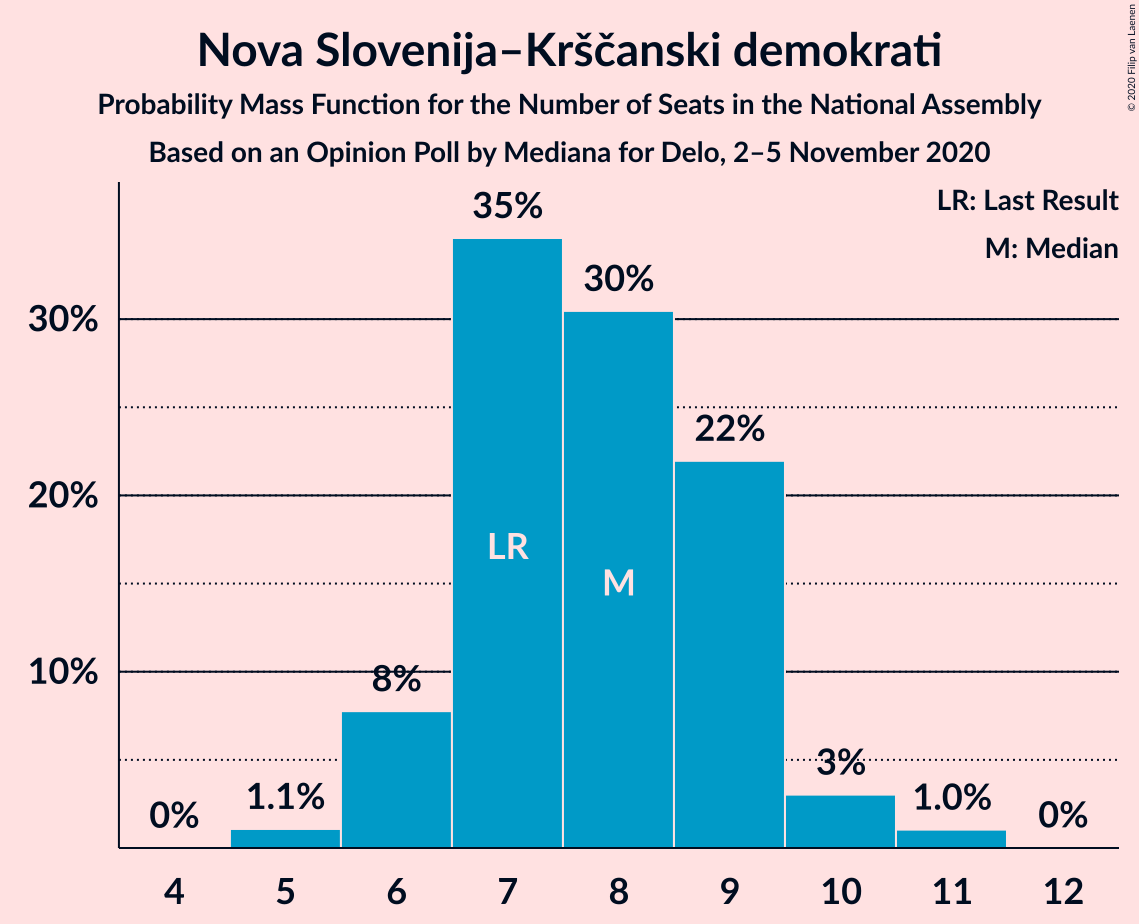 Nova Slovenija–Krščanski demokrati
Probability Mass Function for the Number of Seats in the National Assembly
Based on an Opinion Poll by Mediana for Delo, 2–5 November 2020
© 2020 Filip van Laenen
LR: Last Result
M: Median
35%
30%
30%
22%
20%
LR
M
10%
8%
3%
1.1%
1.0%
0%
0%
4 5 6 7 8 9 10 11 12